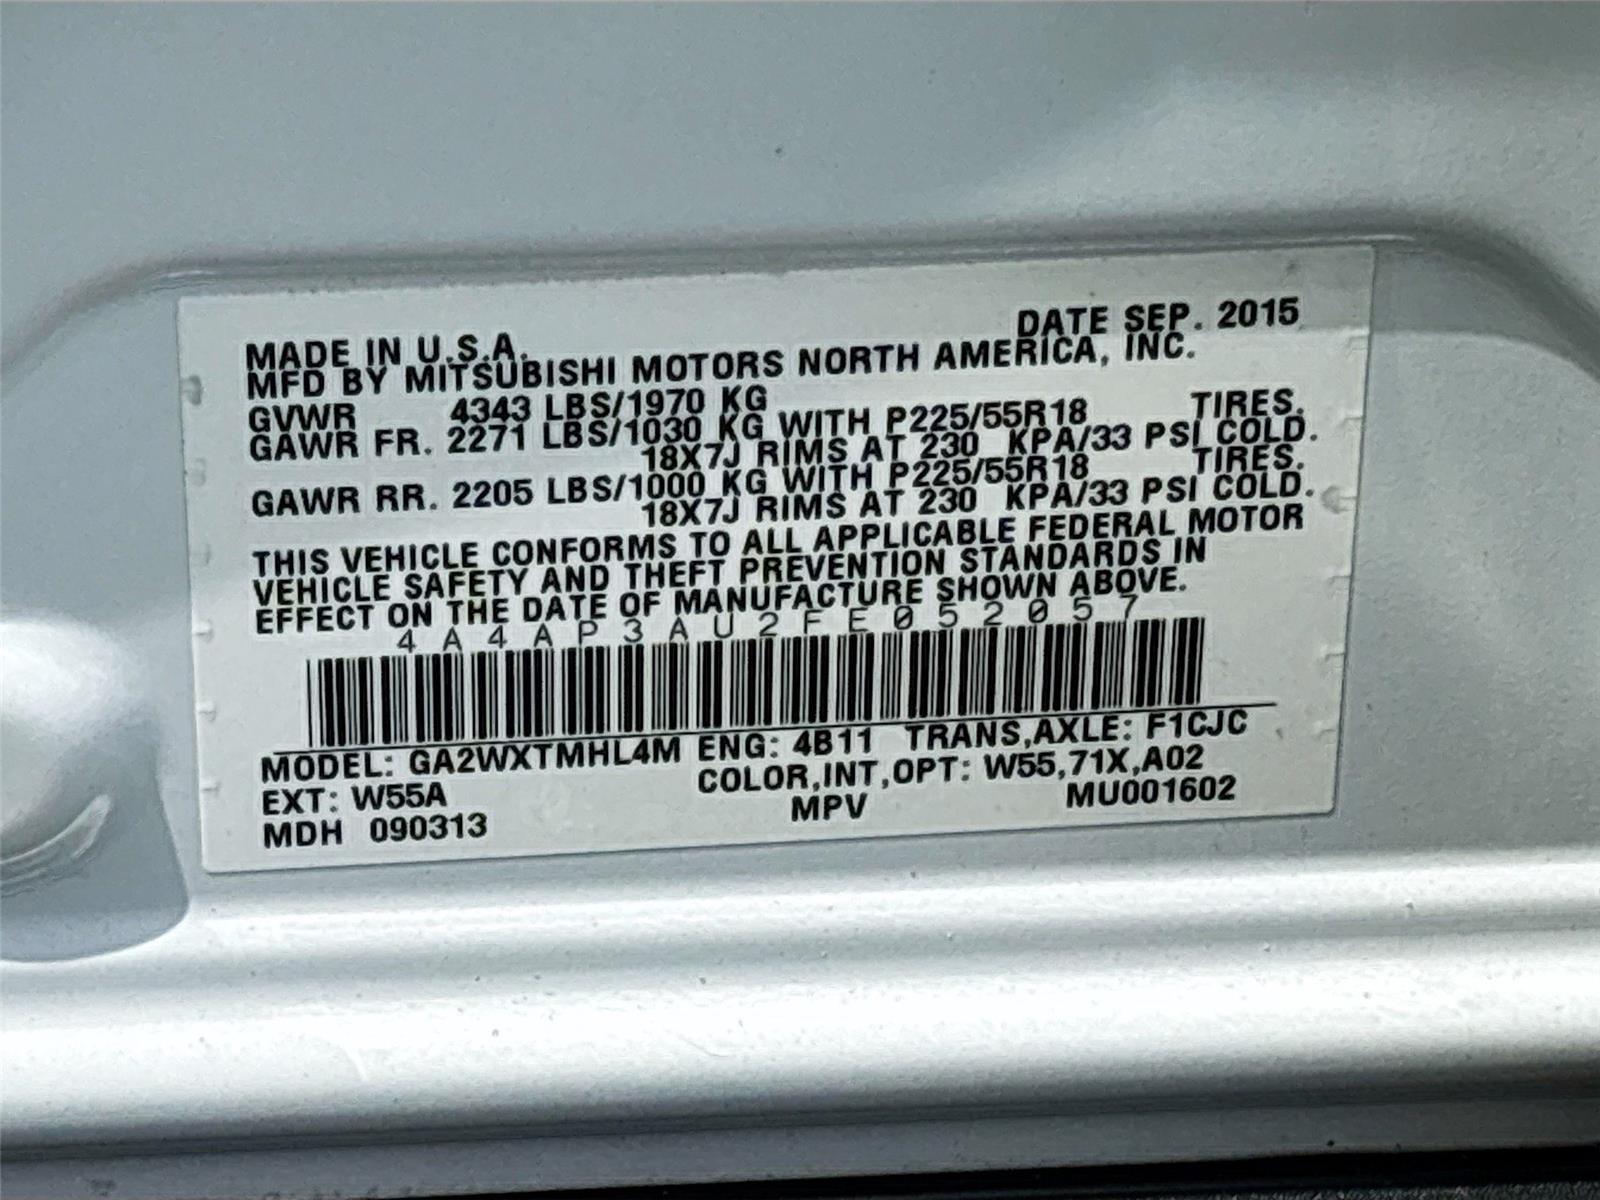 DATE SEP. 2015
MADE IN U.S.A.
MFD BY MITSUBISHI MOTORS NORTH AMERICA, INC.
GVWR 4343 LBS/1970 KG
GAWR FR. 2271 LBS/1030 KG WITH P225/55R18 TIRES.
18X7J RIMS AT 230 KPA/33 PSI COLD.
GAWR RR. 2205 LBS/1000 KG WITH P225/55R18 TIRES.
18X7J RIMS AT 230 KPA/33 PSI COLD.
THIS VEHICLE CONFORMS TO ALL APPLICABLE FEDERAL MOTOR
VEHICLE SAFETY AND THEFT PREVENTION STANDARDS IN
EFFECT ON THE DATE OF MANUFACTURE SHOWN ABOVE.
4A4AP3AU2FE052057
MODEL: GA2WXTMHL4M ENG: 4B11 TRANS,AXLE: F1CJC
EXT: W55A COLOR,INT,OPT: W55,71X,A02
MDH 090313 MPV MU001602